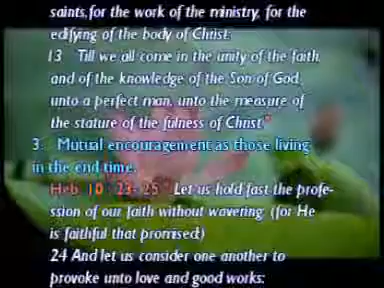 saints,for the work of the ministry, for the
edifying of the body of Christ:
13 Till we all come in the unity of the faith,
and of the knowledge of the Son of God,
unto a perfect man, unto the measure of
the stature of the fulness of Christ"
3. Mutual encouragement as those living
in the end time.
Heb 10 :23- 25 "Let us hold fast the profe-
ssion of our faith without wavering; (for He
is faithful that promised;)
24 And let us consider one another to
provoke unto love and good works: